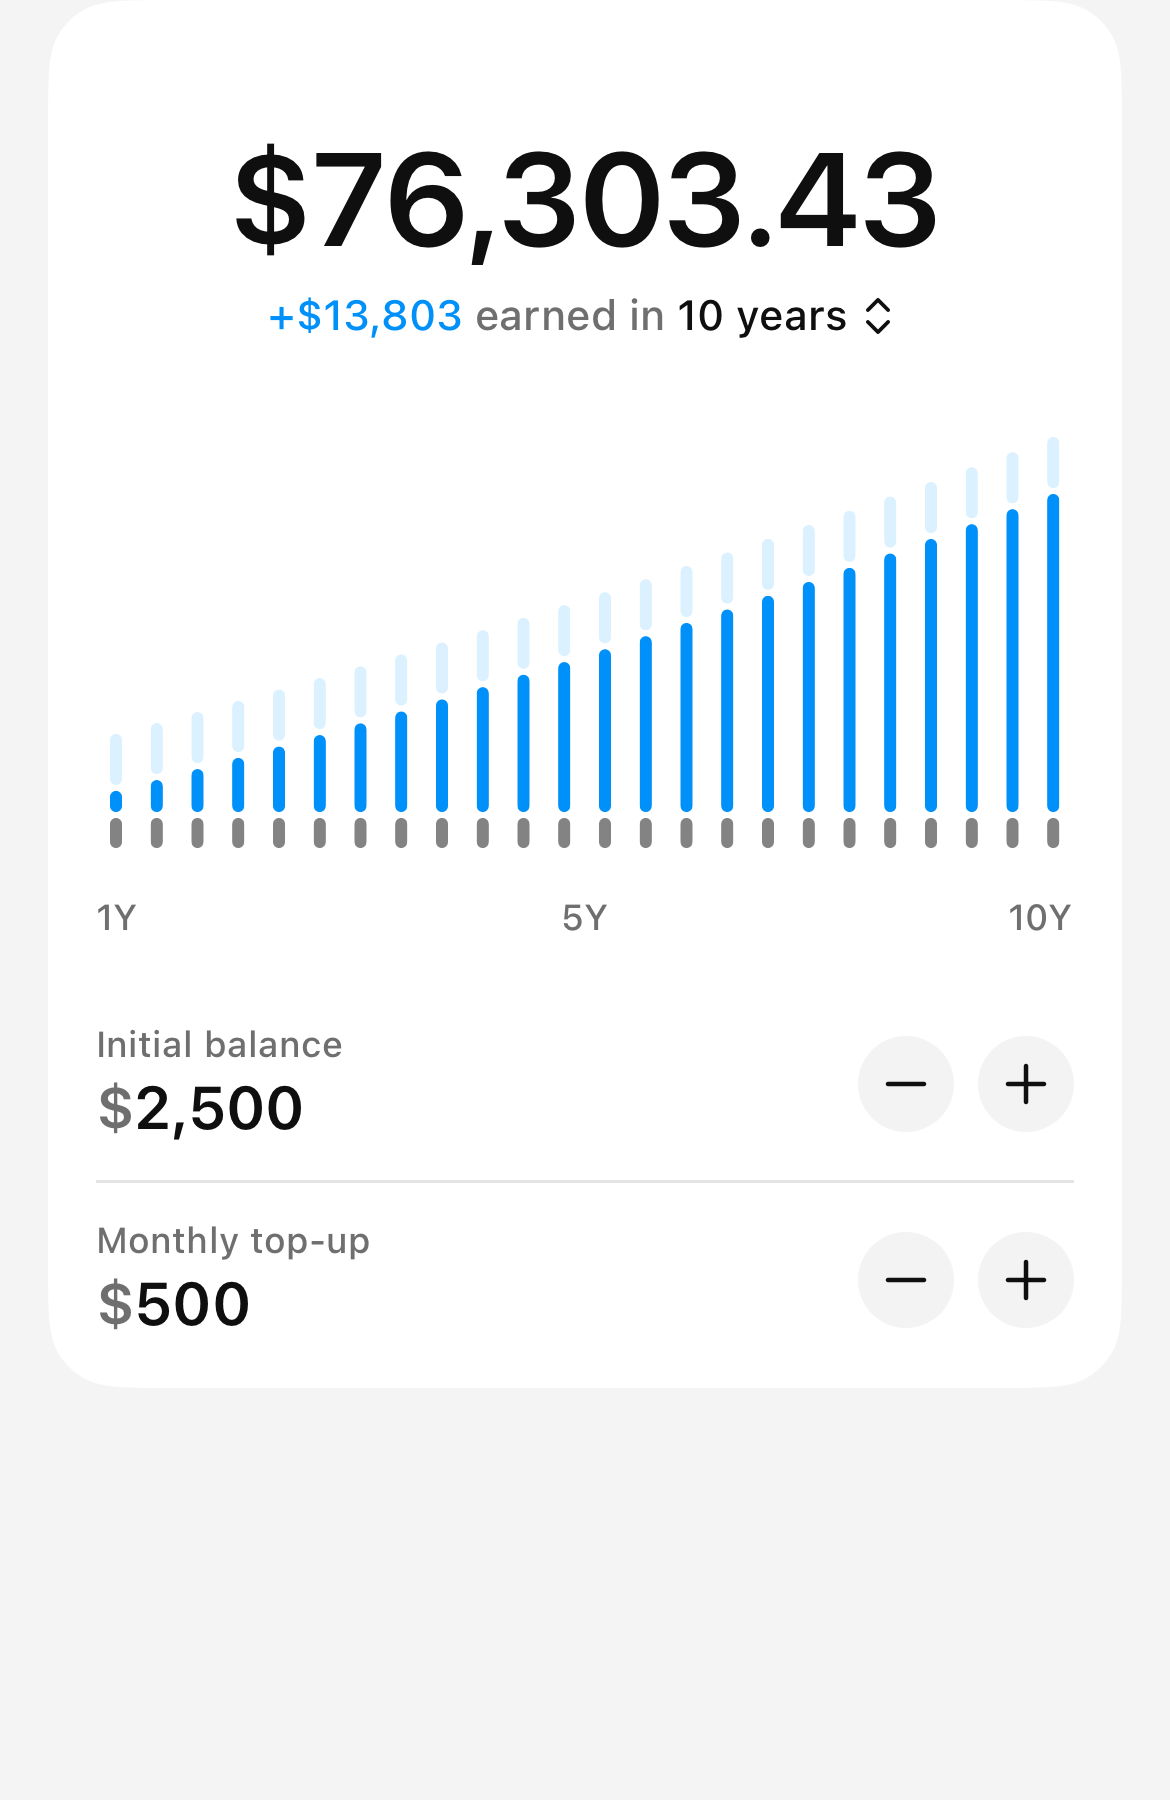 $76,303.43
+$13,803 earned in 10 years
1Y 5Y 10Y
Initial balance
$2,500
Monthly top-up
$500